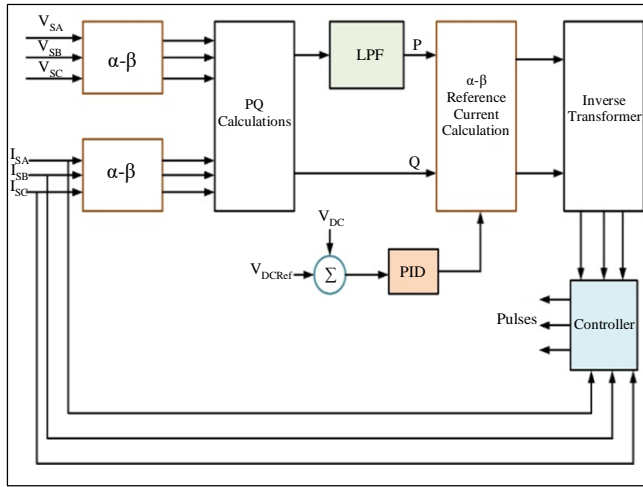 V_SA
V_SB
V_SC
α-β
I_SA
I_SB
I_SC
α-β
PQ
Calculations
LPF
P
Q
α-β
Reference
Current
Calculation
Inverse
Transformer
V_DC
V_DCRef
Σ
PID
Pulses
Controller